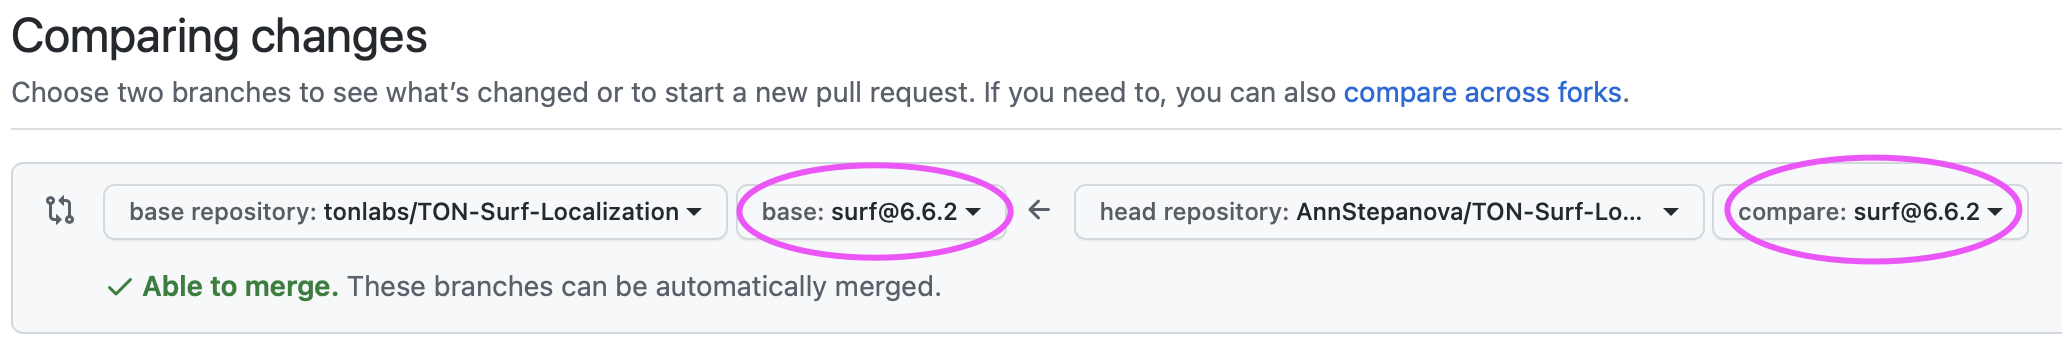 Comparing changes
Choose two branches to see what’s changed or to start a new pull request. If you need to, you can also compare across forks.
base repository: tonlabs/TON-Surf-Localization base: surf@6.6.2 head repository: AnnStepanova/TON-Surf-Lo... compare: surf@6.6.2
Able to merge. These branches can be automatically merged.